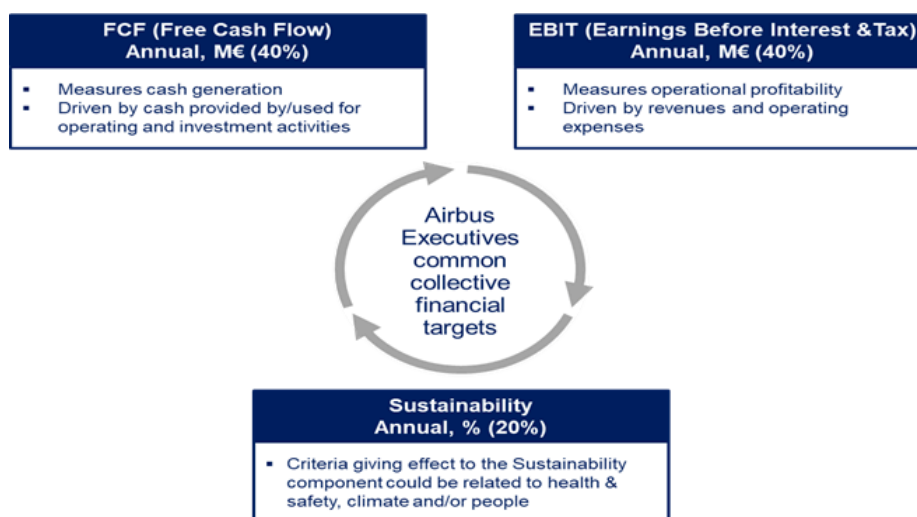 FCF (Free Cash Flow)
Annual, M€ (40%)
▪ Measures cash generation
▪ Driven by cash provided by/used for
operating and investment activities
EBIT (Earnings Before Interest &Tax)
Annual, M€ (40%)
▪ Measures operational profitability
▪ Driven by revenues and operating
expenses
Airbus
Executives
common
collective
financial
targets
Sustainability
Annual, % (20%)
▪ Criteria giving effect to the Sustainability
component could be related to health &
safety, climate and/or people